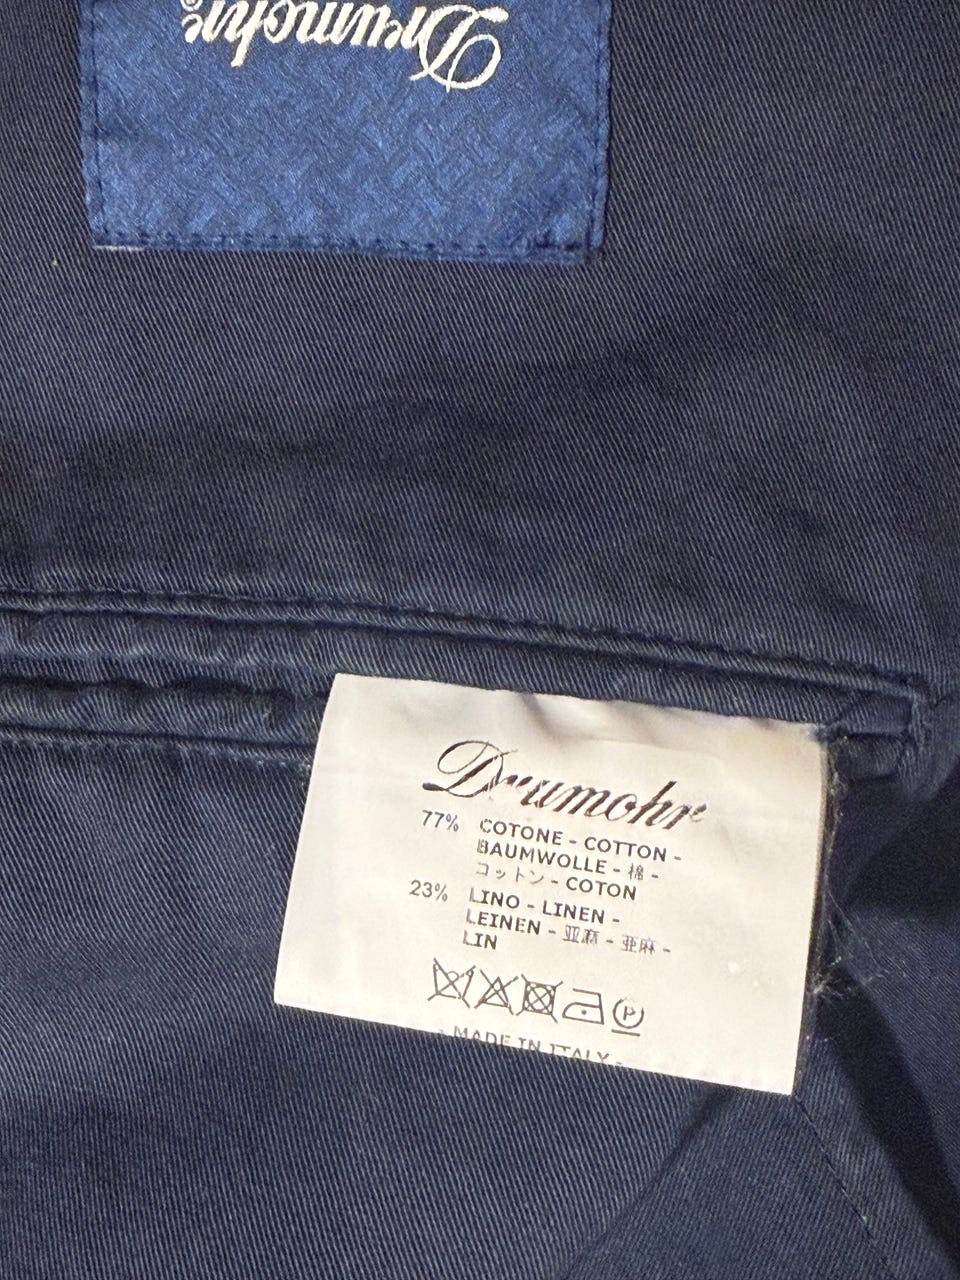 Drumohr®
Drumohr
77% COTONE - COTTON -
BAUMWOLLE - 棉 -
コットン - COTON
23% LINO - LINEN -
LEINEN - 亚麻 - 亜麻 -
LIN
P
- MADE IN ITALY -